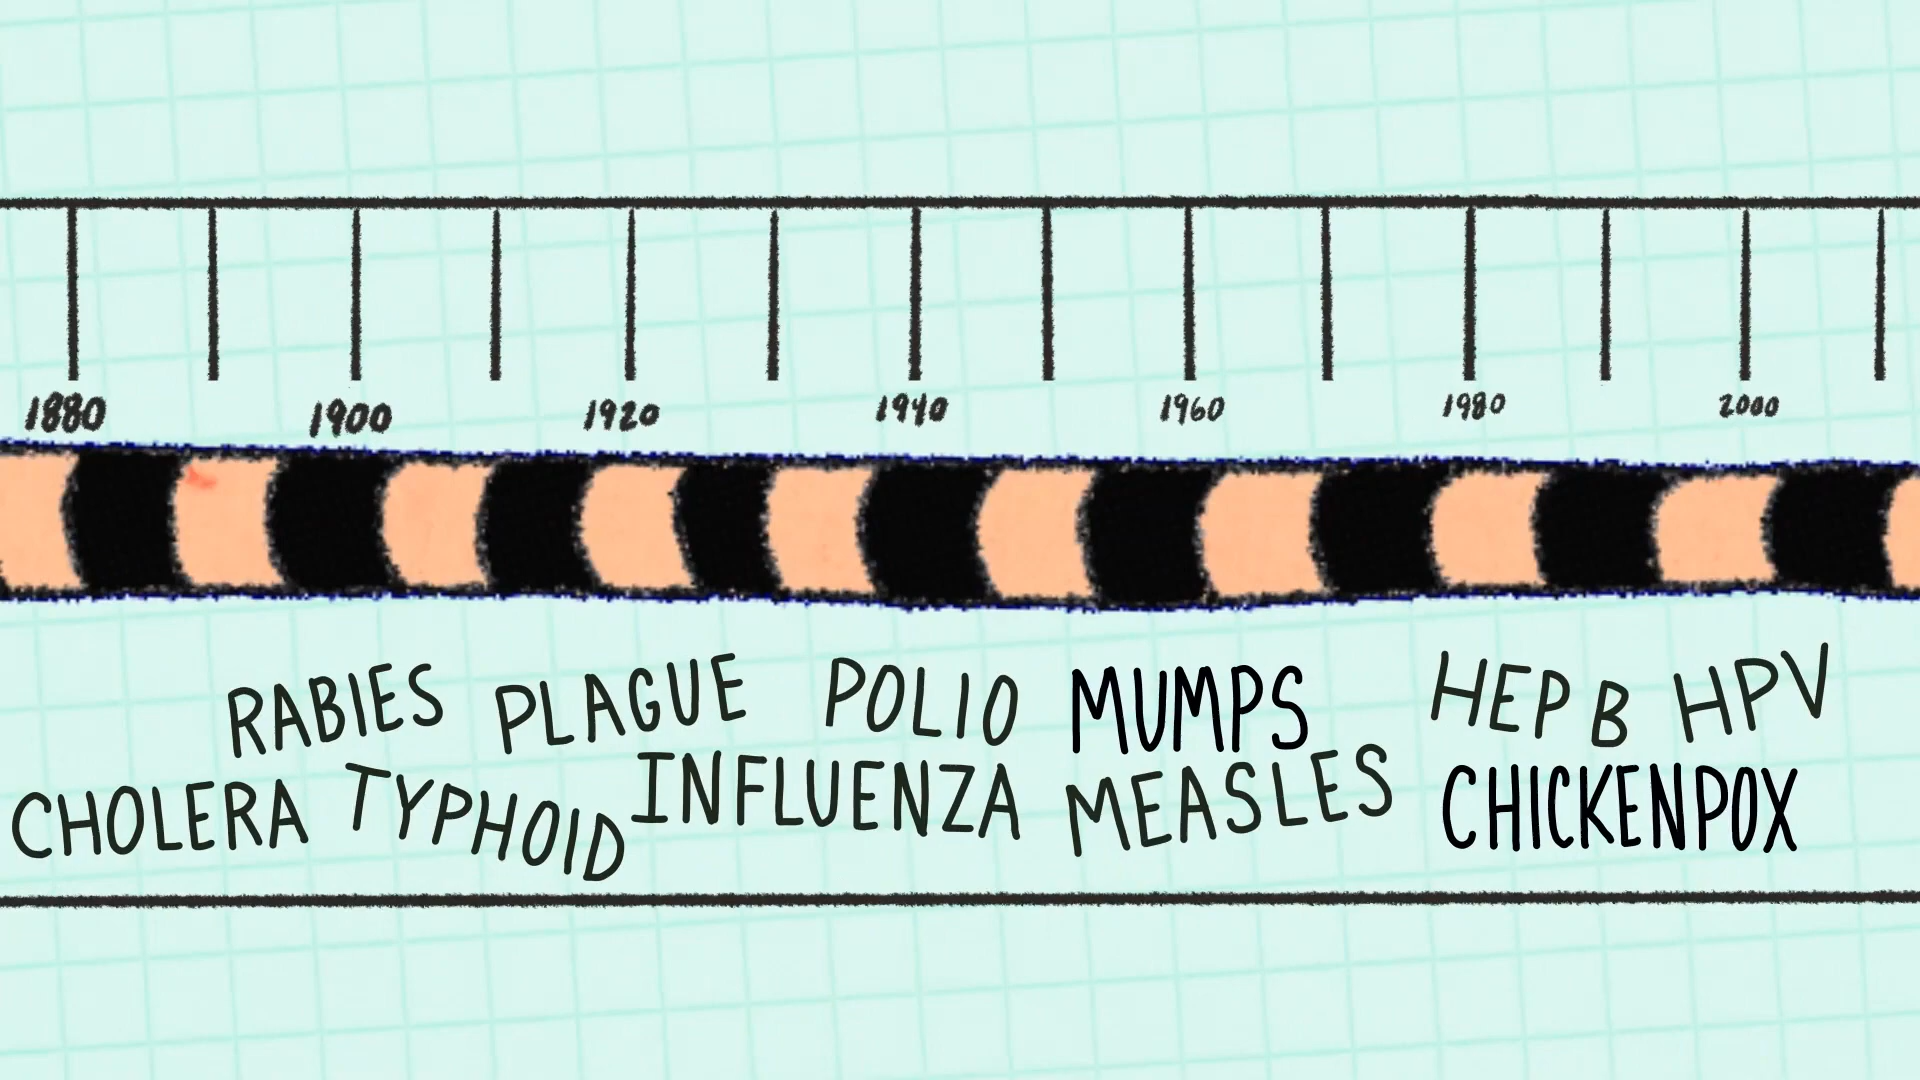 1880 1900 1920 1940 1960 1980 2000
RABIES PLAGUE POLIO MUMPS HEP B HPV
CHOLERA TYPHOID INFLUENZA MEASLES CHICKENPOX